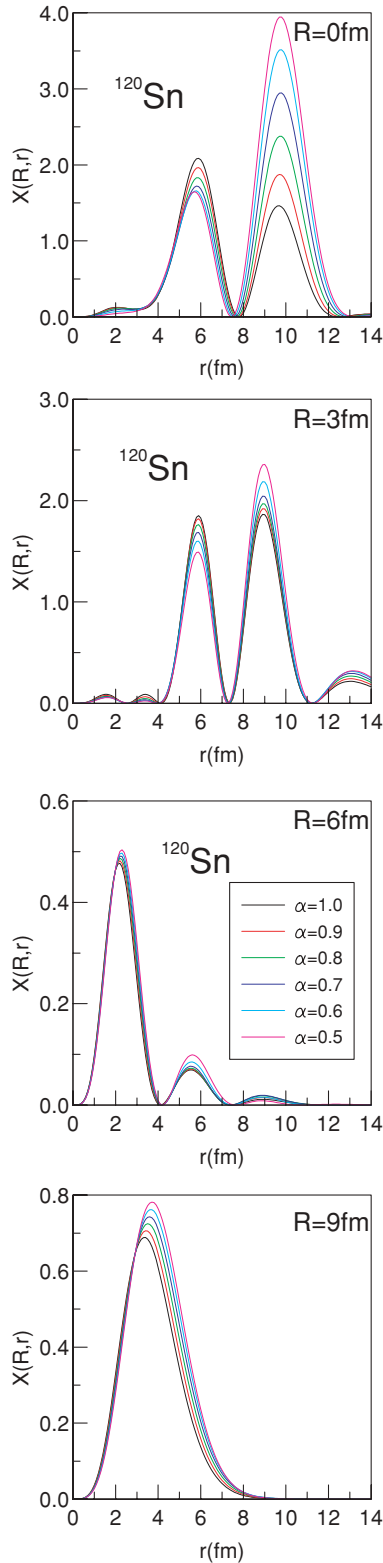 R=0fm
¹²⁰Sn
X(R,r)
4.0
3.0
2.0
1.0
0.0
0 2 4 6 8 10 12 14
r(fm)
R=3fm
¹²⁰Sn
X(R,r)
3.0
2.0
1.0
0.0
0 2 4 6 8 10 12 14
r(fm)
R=6fm
¹²⁰Sn
X(R,r)
0.6
0.4
0.2
0.0
α=1.0
α=0.9
α=0.8
α=0.7
α=0.6
α=0.5
0 2 4 6 8 10 12 14
r(fm)
R=9fm
X(R,r)
0.8
0.6
0.4
0.2
0.0
0 2 4 6 8 10 12 14
r(fm)